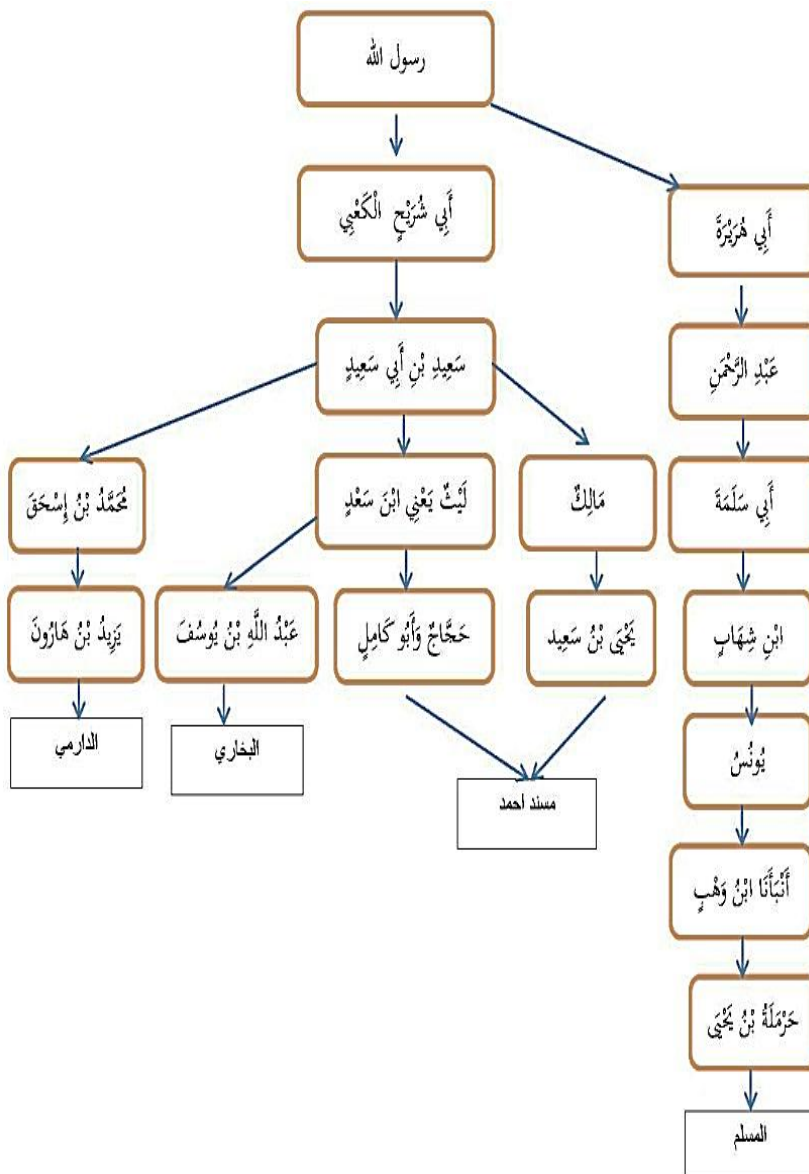 رسول الله
أَبِي شُرَيْحٍ الْكَعْبِي
أَبِي هُرَيْرَةَ
سَعِيدِ بْنِ أَبِي سَعِيدٍ
عَبْدِ الرَّحْمَنِ
مُحَمَّدُ بْنُ إِسْحَقَ
لَيْثٌ يَعْنِي ابْنَ سَعْدٍ
مَالِكٌ
أَبِي سَلَمَةَ
يَزِيدُ بْنُ هَارُونَ
عَبْدُ اللَّهِ بْنُ يُوسُفَ
حَجَّاجٌ وَأَبُو كَامِلٍ
يَحْيَى بْنُ سَعِيد
ابْنِ شِهَابٍ
الدارمي
البخاري
مسند احمد
يُونُسُ
أَنْبَأَنَا ابْنُ وَهْبٍ
حَرْمَلَةُ بْنُ يَحْيَى
المسلم